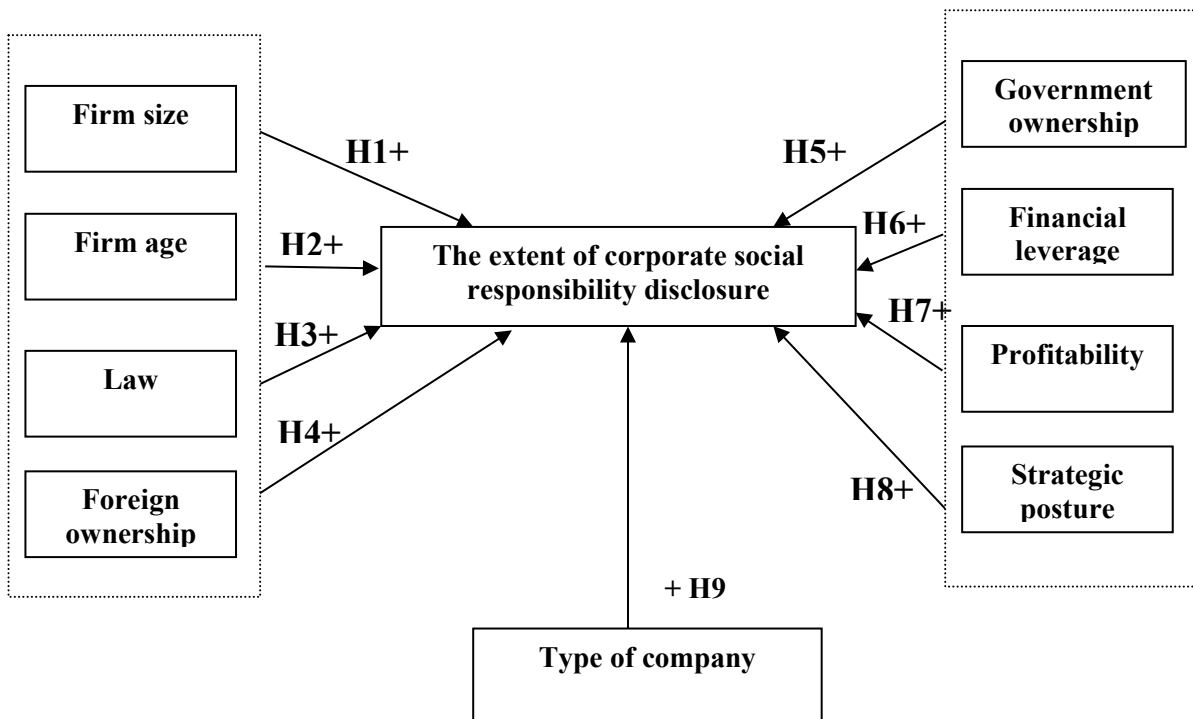 Firm size
Firm age
Law
Foreign
ownership
H1+
H2+
H3+
H4+
The extent of corporate social
responsibility disclosure
H5+
H6+
H7+
H8+
Government
ownership
Financial
leverage
Profitability
Strategic
posture
+ H9
Type of company